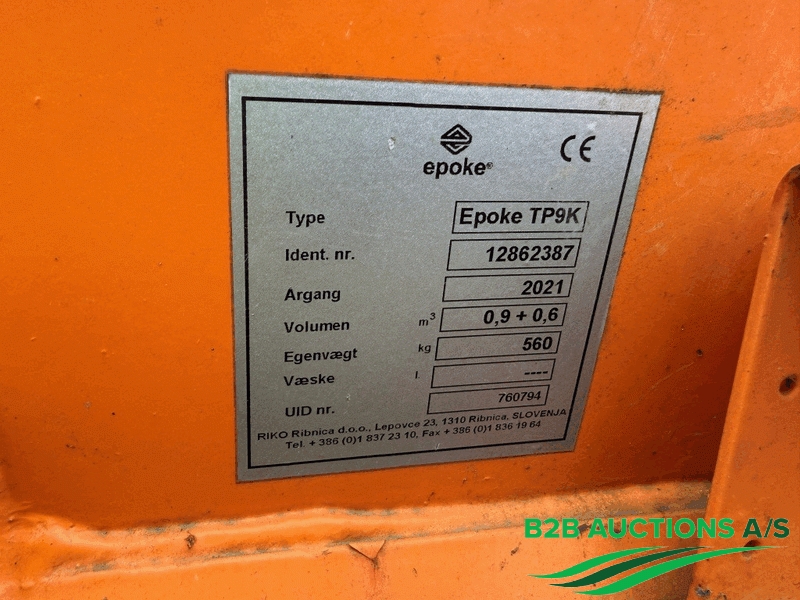 epoke®
CE
Type Epoke TP9K
Ident. nr. 12862387
Argang 2021
Volumen m³ 0,9 + 0,6
Egenvægt kg 560
Væske l ----
UID nr. 760794
RIKO Ribnica d.o.o., Lepovce 23, 1310 Ribnica, SLOVENJA
Tel. + 386 (0)1 837 23 10, Fax + 386 (0)1 836 19 64
B2B AUCTIONS A/S